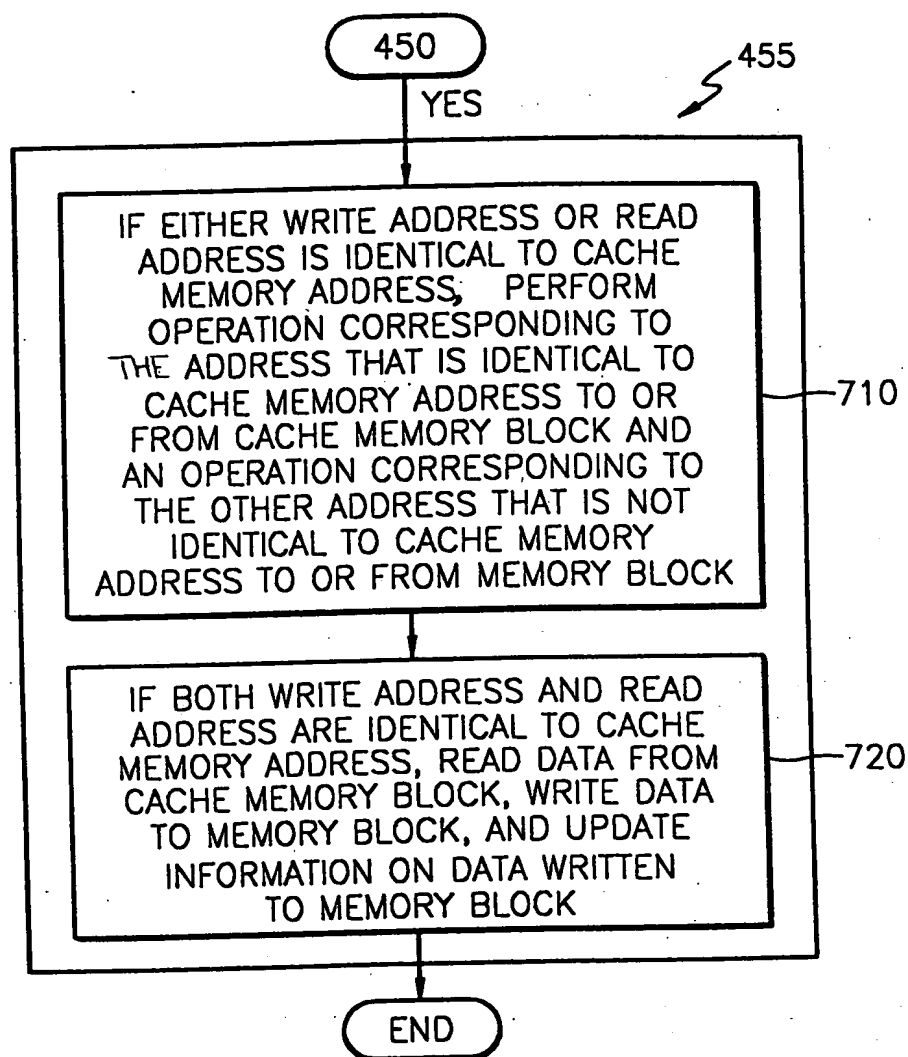 450
455
YES
IF EITHER WRITE ADDRESS OR READ
ADDRESS IS IDENTICAL TO CACHE
MEMORY ADDRESS, PERFORM
OPERATION CORRESPONDING TO
THE ADDRESS THAT IS IDENTICAL TO
CACHE MEMORY ADDRESS TO OR
FROM CACHE MEMORY BLOCK AND
AN OPERATION CORRESPONDING TO
THE OTHER ADDRESS THAT IS NOT
IDENTICAL TO CACHE MEMORY
ADDRESS TO OR FROM MEMORY BLOCK
710
IF BOTH WRITE ADDRESS AND READ
ADDRESS ARE IDENTICAL TO CACHE
MEMORY ADDRESS, READ DATA FROM
CACHE MEMORY BLOCK, WRITE DATA
TO MEMORY BLOCK, AND UPDATE
INFORMATION ON DATA WRITTEN
TO MEMORY BLOCK
720
END